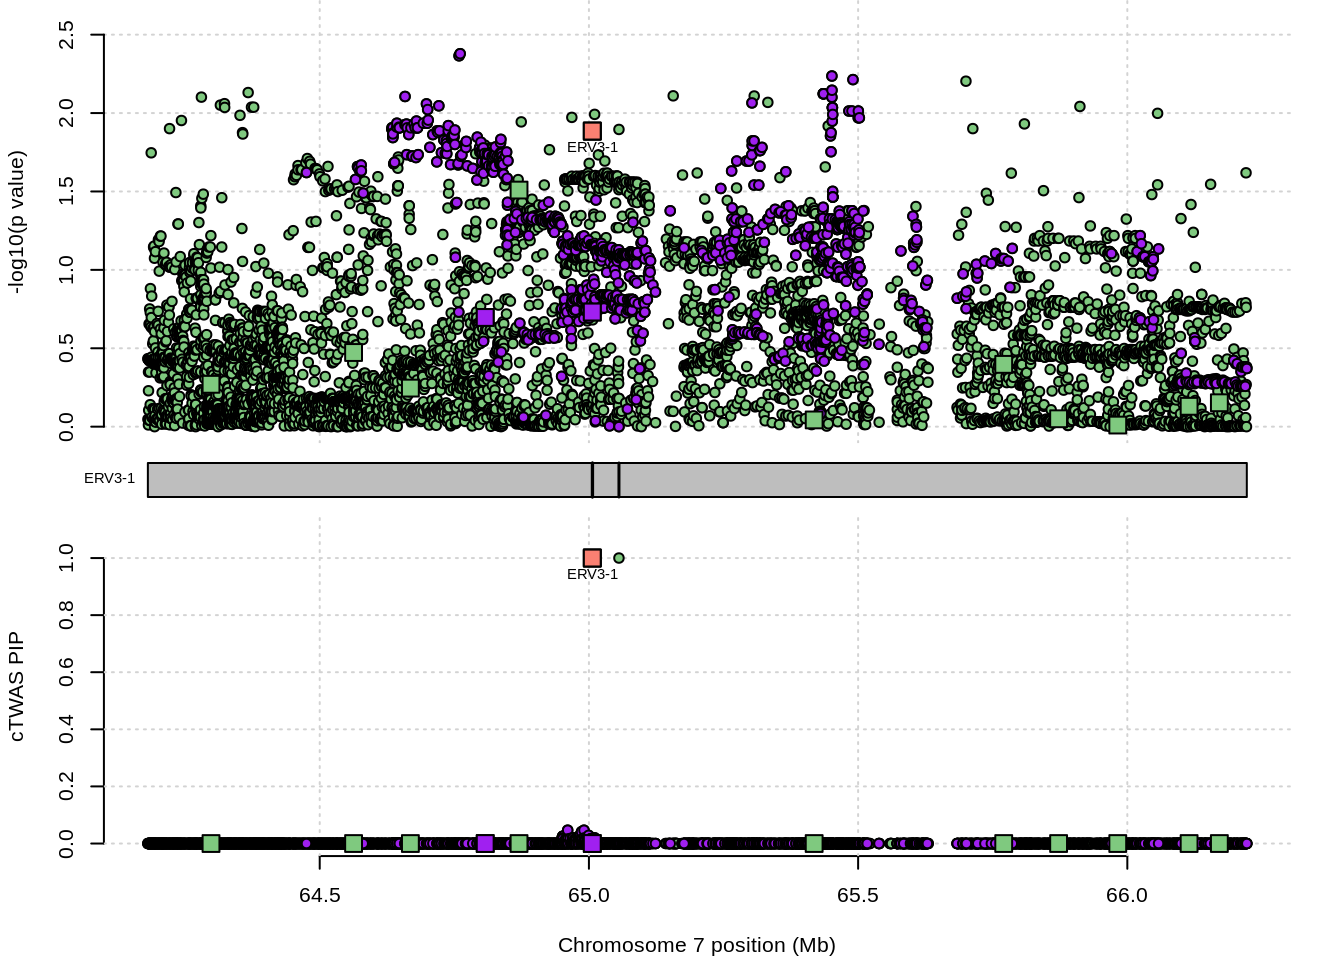 -log10(p value)
2.5
2.0
1.5
1.0
0.5
0.0
ERV3-1
ERV3-1
cTWAS PIP
1.0
0.8
0.6
0.4
0.2
0.0
ERV3-1
64.5 65.0 65.5 66.0
Chromosome 7 position (Mb)